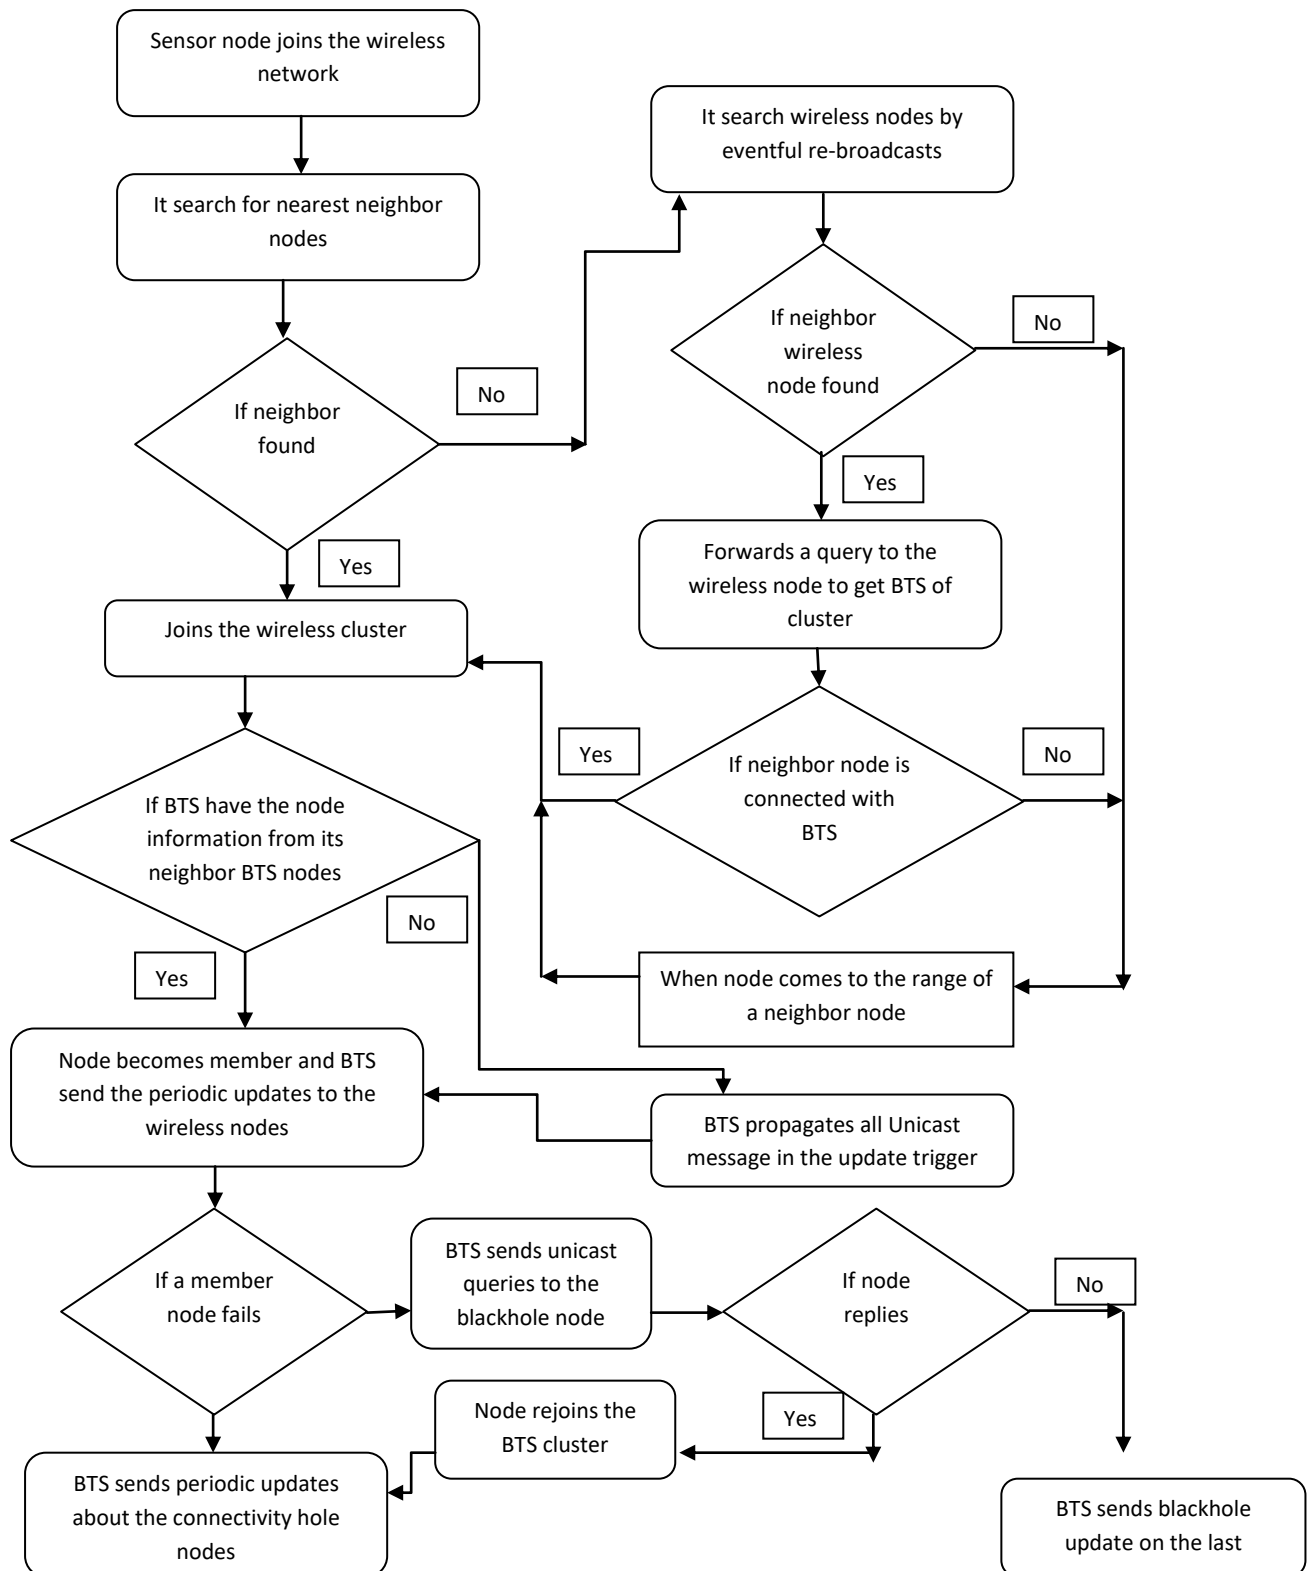 Sensor node joins the wireless
network
It search for nearest neighbor
nodes
If neighbor
found
No
Yes
It search wireless nodes by
eventful re-broadcasts
If neighbor
wireless
node found
No
Yes
Forwards a query to the
wireless node to get BTS of
cluster
If neighbor node is
connected with
BTS
Yes
No
When node comes to the range of
a neighbor node
Joins the wireless cluster
If BTS have the node
information from its
neighbor BTS nodes
No
Yes
Node becomes member and BTS
send the periodic updates to the
wireless nodes
BTS propagates all Unicast
message in the update trigger
If a member
node fails
BTS sends unicast
queries to the
blackhole node
If node
replies
No
Yes
Node rejoins the
BTS cluster
BTS sends periodic updates
about the connectivity hole
nodes
BTS sends blackhole
update on the last